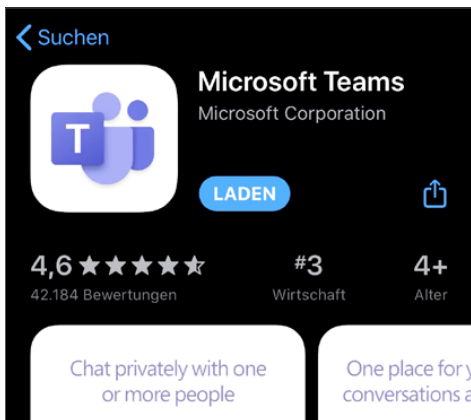 Suchen
Microsoft Teams
Microsoft Corporation
T
LADEN
4,6
#3
4+
42.184 Bewertungen
Wirtschaft
Alter
Chat privately with one
or more people
One place for
conversations